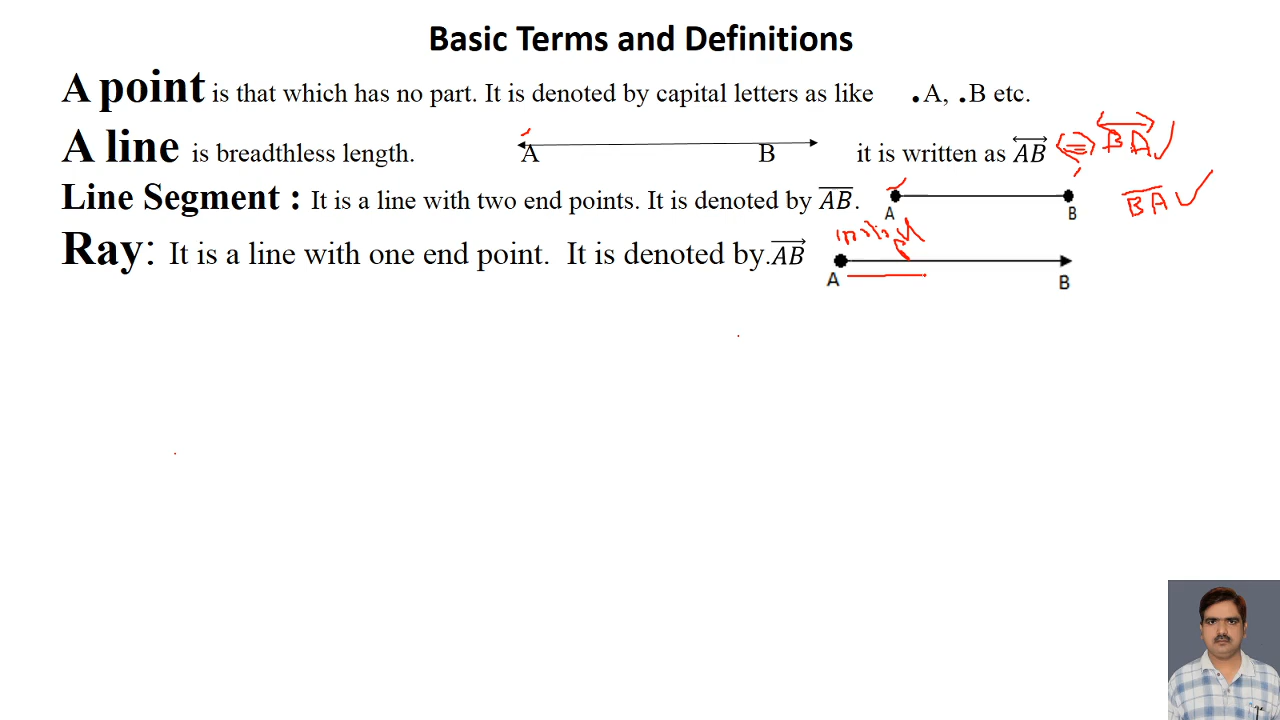 Basic Terms and Definitions
A point is that which has no part. It is denoted by capital letters as like .A, .B etc.
A line is breadthless length. A B it is written as AB (=) BA
Line Segment : It is a line with two end points. It is denoted by AB. A B BA
initial
Ray: It is a line with one end point. It is denoted by.AB A B